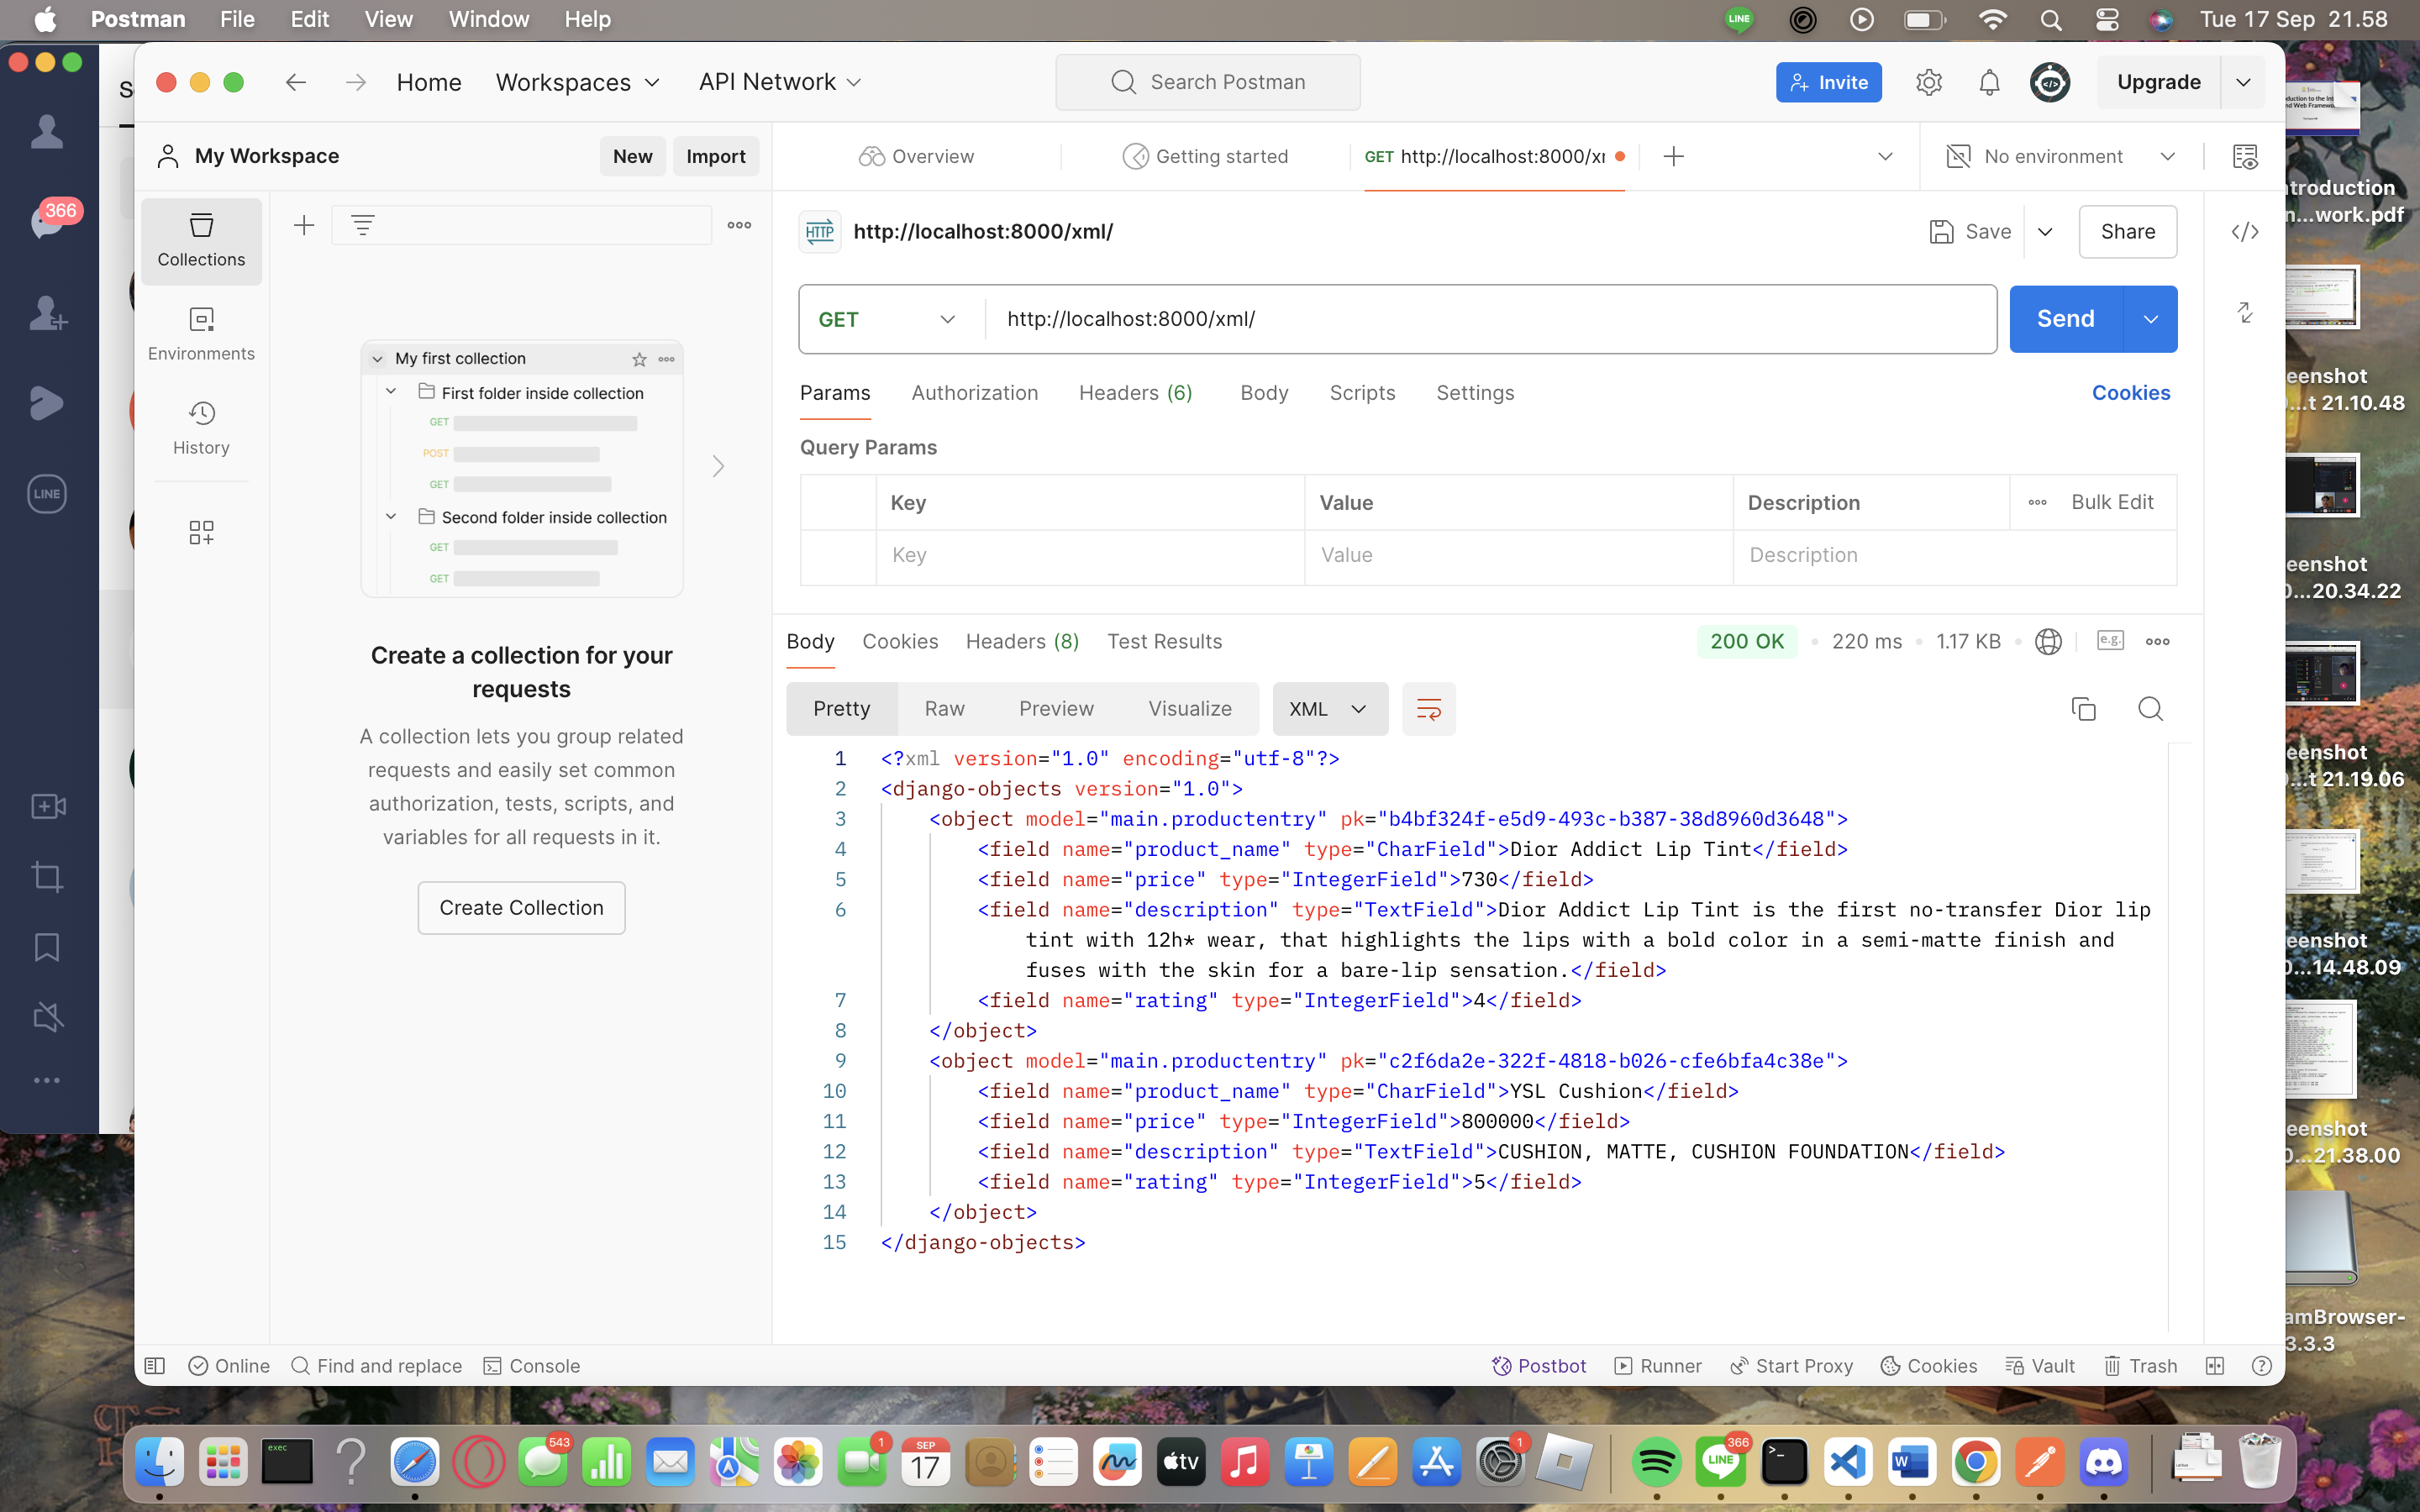 Postman File Edit View Window Help
LINE
Tue 17 Sep 21.58
S
366
LINE
Home Workspaces API Network
Search Postman
Invite
Upgrade
My Workspace
New Import
Overview
Getting started
GET http://localhost:8000/xr
No environment
Collections
Environments
History
My first collection
First folder inside collection
GET
POST
GET
Second folder inside collection
GET
GET
Create a collection for your
requests
A collection lets you group related
requests and easily set common
authorization, tests, scripts, and
variables for all requests in it.
Create Collection
HTTP http://localhost:8000/xml/
Save
Share
GET http://localhost:8000/xml/
Send
Params Authorization Headers (6) Body Scripts Settings
Cookies
Query Params
Key Value Description Bulk Edit
Key Value Description
Body Cookies Headers (8) Test Results
200 OK 220 ms 1.17 KB e.g.
Pretty Raw Preview Visualize XML
1 <?xml version="1.0" encoding="utf-8"?>
2 <django-objects version="1.0">
3 <object model="main.productentry" pk="b4bf324f-e5d9-493c-b387-38d8960d3648">
4 <field name="product_name" type="CharField">Dior Addict Lip Tint</field>
5 <field name="price" type="IntegerField">730</field>
6 <field name="description" type="TextField">Dior Addict Lip Tint is the first no-transfer Dior lip
tint with 12h* wear, that highlights the lips with a bold color in a semi-matte finish and
fuses with the skin for a bare-lip sensation.</field>
7 <field name="rating" type="IntegerField">4</field>
8 </object>
9 <object model="main.productentry" pk="c2f6da2e-322f-4818-b026-cfe6bfa4c38e">
10 <field name="product_name" type="CharField">YSL Cushion</field>
11 <field name="price" type="IntegerField">800000</field>
12 <field name="description" type="TextField">CUSHION, MATTE, CUSHION FOUNDATION</field>
13 <field name="rating" type="IntegerField">5</field>
14 </object>
15 </django-objects>
Online Find and replace Console
Postbot Runner Start Proxy Cookies Vault Trash
troduction
n...work.pdf
eenshot
...t 21.10.48
eenshot
...20.34.22
eenshot
...t 21.19.06
eenshot
...14.48.09
eenshot
...21.38.00
amBrowser-
3.3.3
exec
543
1
SEP
17
tv
1
366
LINE
W